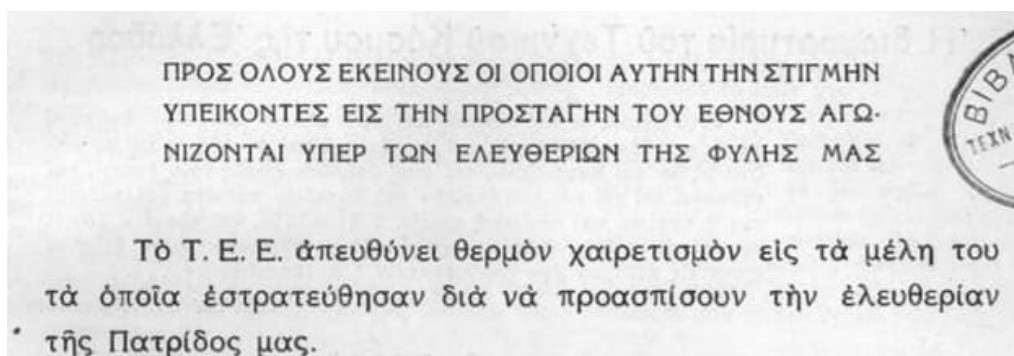 ΠΡΟΣ ΟΛΟΥΣ ΕΚΕΙΝΟΥΣ ΟΙ ΟΠΟΙΟΙ ΑΥΤΗΝ ΤΗΝ ΣΤΙΓΜΗΝ
ΥΠΕΙΚΟΝΤΕΣ ΕΙΣ ΤΗΝ ΠΡΟΣΤΑΓΗΝ ΤΟΥ ΕΘΝΟΥΣ ΑΓΩ-
ΝΙΖΟΝΤΑΙ ΥΠΕΡ ΤΩΝ ΕΛΕΥΘΕΡΙΩΝ ΤΗΣ ΦΥΛΗΣ ΜΑΣ
Τὸ Τ. Ε. Ε. ἀπευθύνει θερμὸν χαιρετισμὸν εἰς τὰ μέλη του
τὰ ὁποῖα ἐστρατεύθησαν διὰ νὰ προασπίσουν τὴν ἐλευθερίαν
τῆς Πατρίδος μας.